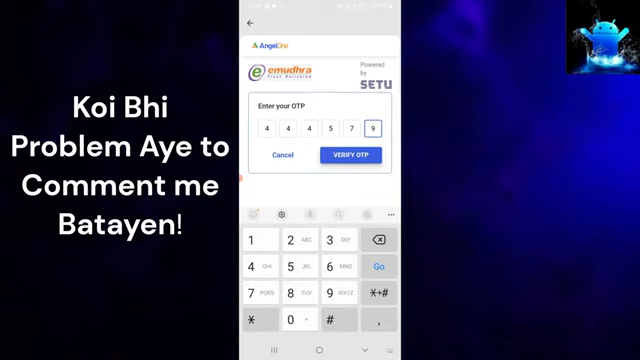 Koi Bhi
Problem Aye to
Comment me
Batayen!
AngelOne
emudhra
Trust Delivered
Powered
by
SETU
Enter your OTP
4 4 4 5 7 9
Cancel
VERIFY OTP
1 2 ABC 3 DEF
4 GHI 5 JKL 6 MNO Go
7 PQRS 8 TUV 9 WXYZ *+#
* 0 + # ,